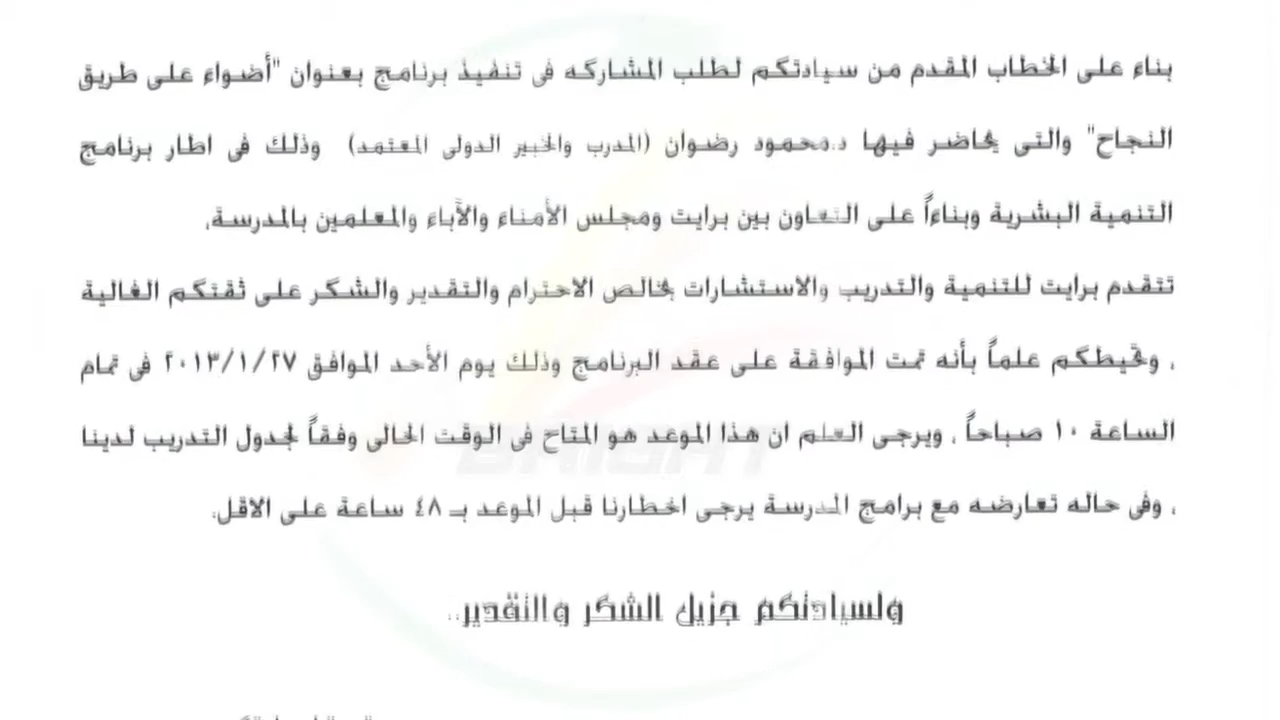 بناء على الخطاب المقدم من سيادتكم لطلب المشاركه فى تنفيذ برنامج بعنوان "أضواء على طريق
النجاح" والتى يحاضر فيها د.محمود رضوان (المدرب والخبير الدولى المعتمد) وذلك فى اطار برنامج
التنمية البشرية وبناءاً على التعاون بين برايت ومجلس الأمناء والآباء والمعلمين بالمدرسة،
تتقدم برايت للتنمية والتدريب والاستشارات بخالص الاحترام والتقدير والشكر على ثقتكم الغالية
، ونحيطكم علماً بأنه تمت الموافقة على عقد البرنامج وذلك يوم الأحد الموافق ٢٠١٣/١/٢٧ فى تمام
الساعة ١٠ صباحاً ، ويرجى العلم ان هذا الموعد هو المتاح فى الوقت الحالى وفقاً لجدول التدريب لدينا
، وفى حاله تعارضه مع برامج المدرسة يرجى اخطارنا قبل الموعد بـ ٤٨ ساعة على الاقل.
BRIGHT
ولسيادتكم جزيل الشكر والتقدير..